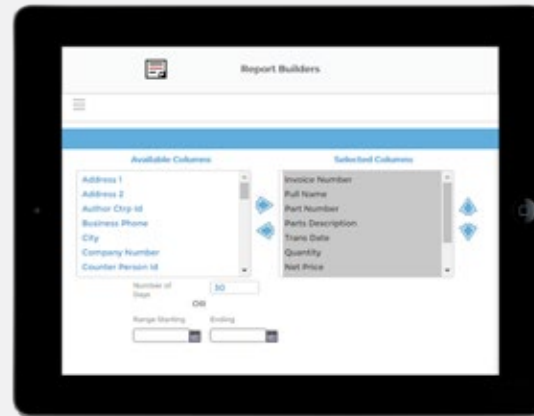 Report Builders
Available Columns
Selected Columns
Address 1
Address 2
Author Ctrp Id
Business Phone
City
Company Number
Counter Person Id
Invoice Number
Full Name
Part Number
Parts Description
Trans Date
Quantity
Net Price
Number of
Days
30
OR
Range Starting
Ending